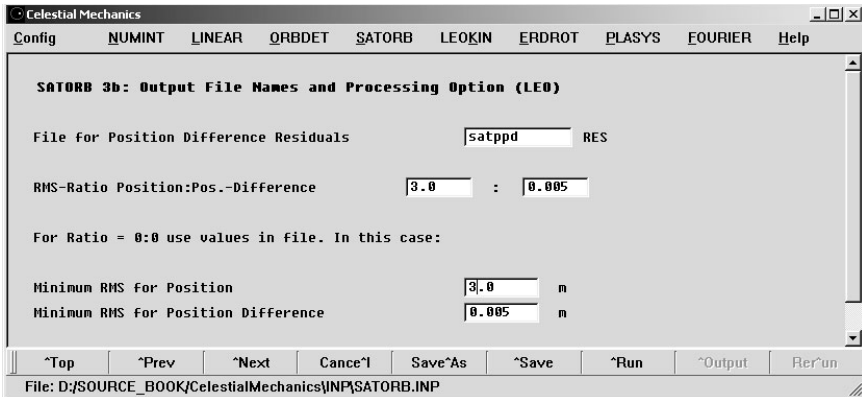 Celestial Mechanics
Config NUMINT LINEAR ORBDET SATORB LEOKIN ERDROT PLASYS FOURIER Help
SATORB 3b: Output File Names and Processing Option (LEO)
File for Position Difference Residuals satppd RES
RMS-Ratio Position:Pos.-Difference 3.0 : 0.005
For Ratio = 0:0 use values in file. In this case:
Minimum RMS for Position 3.0 m
Minimum RMS for Position Difference 0.005 m
^Top ^Prev ^Next Cance^l Save^As ^Save ^Run ^Output Rer^un
File: D:/SOURCE_BOOK/CelestialMechanics\INP\SATORB.INP